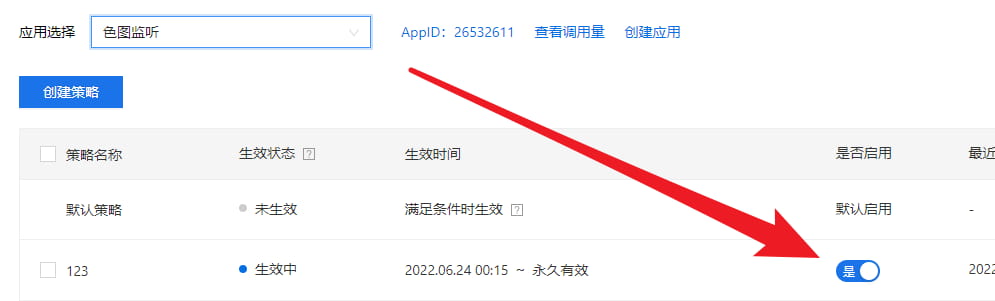 应用选择 色图监听 AppID：26532611 查看调用量 创建应用
创建策略
策略名称 生效状态 ? 生效时间 是否启用 最近
默认策略 未生效 满足条件时生效 ? 默认启用 -
123 生效中 2022.06.24 00:15 ~ 永久有效 是 2022